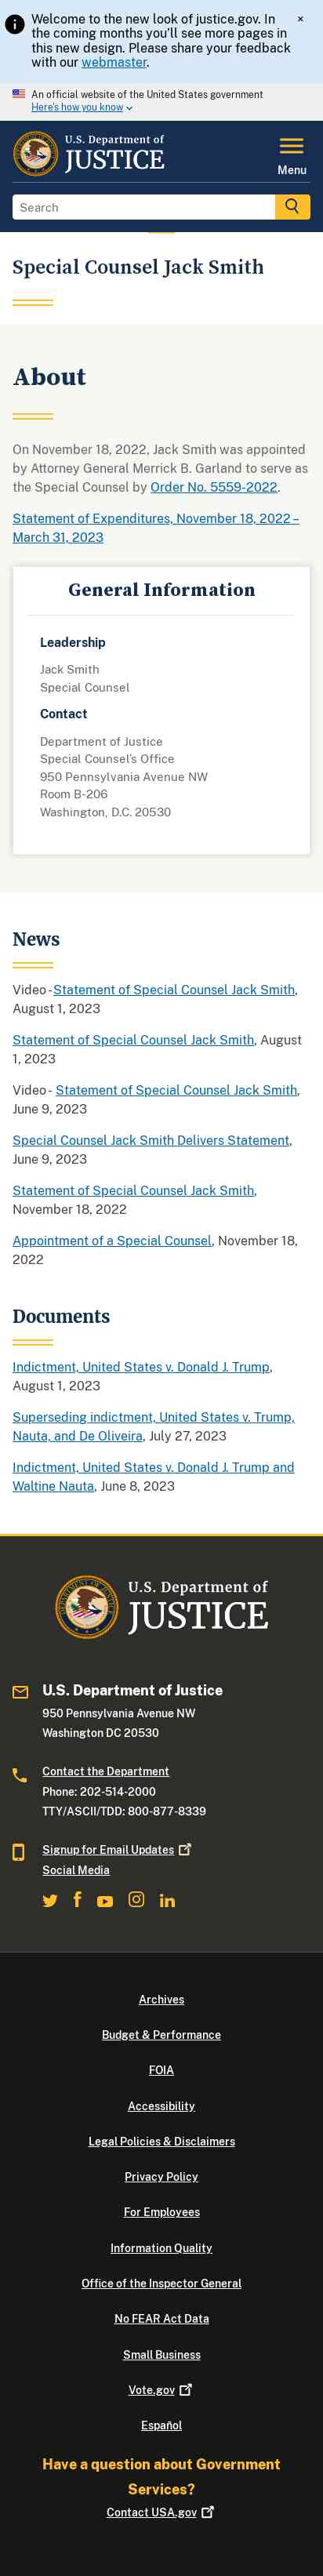 Welcome to the new look of justice.gov. In
the coming months you'll see more pages in
this new design. Please share your feedback
with our webmaster.
×
An official website of the United States government
Here's how you know
U.S. Department of
JUSTICE
Menu
Search
Special Counsel Jack Smith
About
On November 18, 2022, Jack Smith was appointed
by Attorney General Merrick B. Garland to serve as
the Special Counsel by Order No. 5559-2022.
Statement of Expenditures, November 18, 2022 –
March 31, 2023
General Information
Leadership
Jack Smith
Special Counsel
Contact
Department of Justice
Special Counsel's Office
950 Pennsylvania Avenue NW
Room B-206
Washington, D.C. 20530
News
Video - Statement of Special Counsel Jack Smith,
August 1, 2023
Statement of Special Counsel Jack Smith, August
1, 2023
Video - Statement of Special Counsel Jack Smith,
June 9, 2023
Special Counsel Jack Smith Delivers Statement,
June 9, 2023
Statement of Special Counsel Jack Smith,
November 18, 2022
Appointment of a Special Counsel, November 18,
2022
Documents
Indictment, United States v. Donald J. Trump,
August 1, 2023
Superseding indictment, United States v. Trump,
Nauta, and De Oliveira, July 27, 2023
Indictment, United States v. Donald J. Trump and
Waltine Nauta, June 8, 2023
U.S. Department of
JUSTICE
U.S. Department of Justice
950 Pennsylvania Avenue NW
Washington DC 20530
Contact the Department
Phone: 202-514-2000
TTY/ASCII/TDD: 800-877-8339
Signup for Email Updates
Social Media
Archives
Budget & Performance
FOIA
Accessibility
Legal Policies & Disclaimers
Privacy Policy
For Employees
Information Quality
Office of the Inspector General
No FEAR Act Data
Small Business
Vote.gov
Español
Have a question about Government
Services?
Contact USA.gov